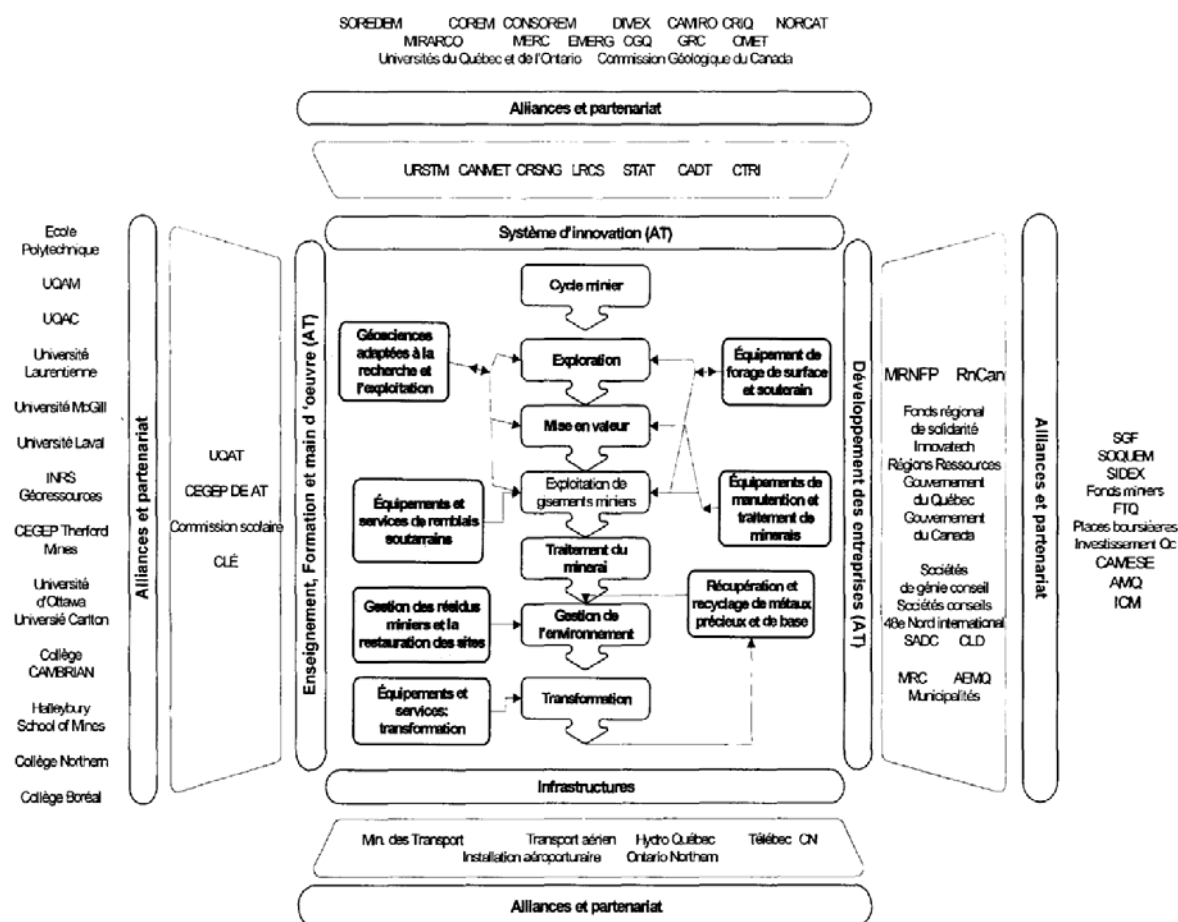 SOREDEM COREM CONSOREM DIVEX CAMIRO CRIQ NORCAT
MIRARCO MERC EMERG CGQ GRC OMET
Universités du Québec et de l'Ontario Commission Géologique du Canada
Alliances et partenariat
URSTM CANMET CRSNG LRCS STAT CADT CTRI
Système d'innovation (AT)
Ecole
Polytechnique
UQAM
UQAC
Université
Laurentienne
Université McGill
Université Laval
INRS
Géoressources
CEGEP Therford
Mines
Université
d'Ottawa
Universié Carlton
Collège
CAMBRIAN
Haileybury
School of Mines
Collège Northern
Collège Boréal
Alliances et partenariat
UQAT
CEGEP DE AT
Commission scolaire
CLÉ
Enseignement, Formation et main d'oeuvre (AT)
Cycle minier
Géosciences
adaptées à la
recherche et
l'exploitation
Exploration
Équipement de
forage de surface
et souterain
Mise en valeur
Équipements et
services de remblais
soutarrains
Exploitation de
gisements miniers
Équipements de
manutention et
traitement de
minerais
Traitement du
minerai
Gestion des résidus
miniers et la
restauration des sites
Gestion de
l'environnement
Récupération et
recyclage de métaux
précieux et de base
Équipements et
services:
transformation
Transformation
Développement des entreprises (AT)
MRNFP RnCan
Fonds régional
de solidarité
Innovatech
Régions Ressources
Gouvernement
du Québec
Gouvernement
du Canada
Sociétés
de génie conseil
Sociétés conseils
48e Nord international
SADC CLD
MRC AEMQ
Municipalités
Alliances et partenariat
SGF
SOQUEM
SIDEX
Fonds miniers
FTQ
Places boursières
Investissement Qc
CAMESE
AMQ
ICM
Infrastructures
Min. des Transport Transport aérien Hydro Québec Télébec CN
Installation aéroporturaire Ontario Northern
Alliances et partenariat